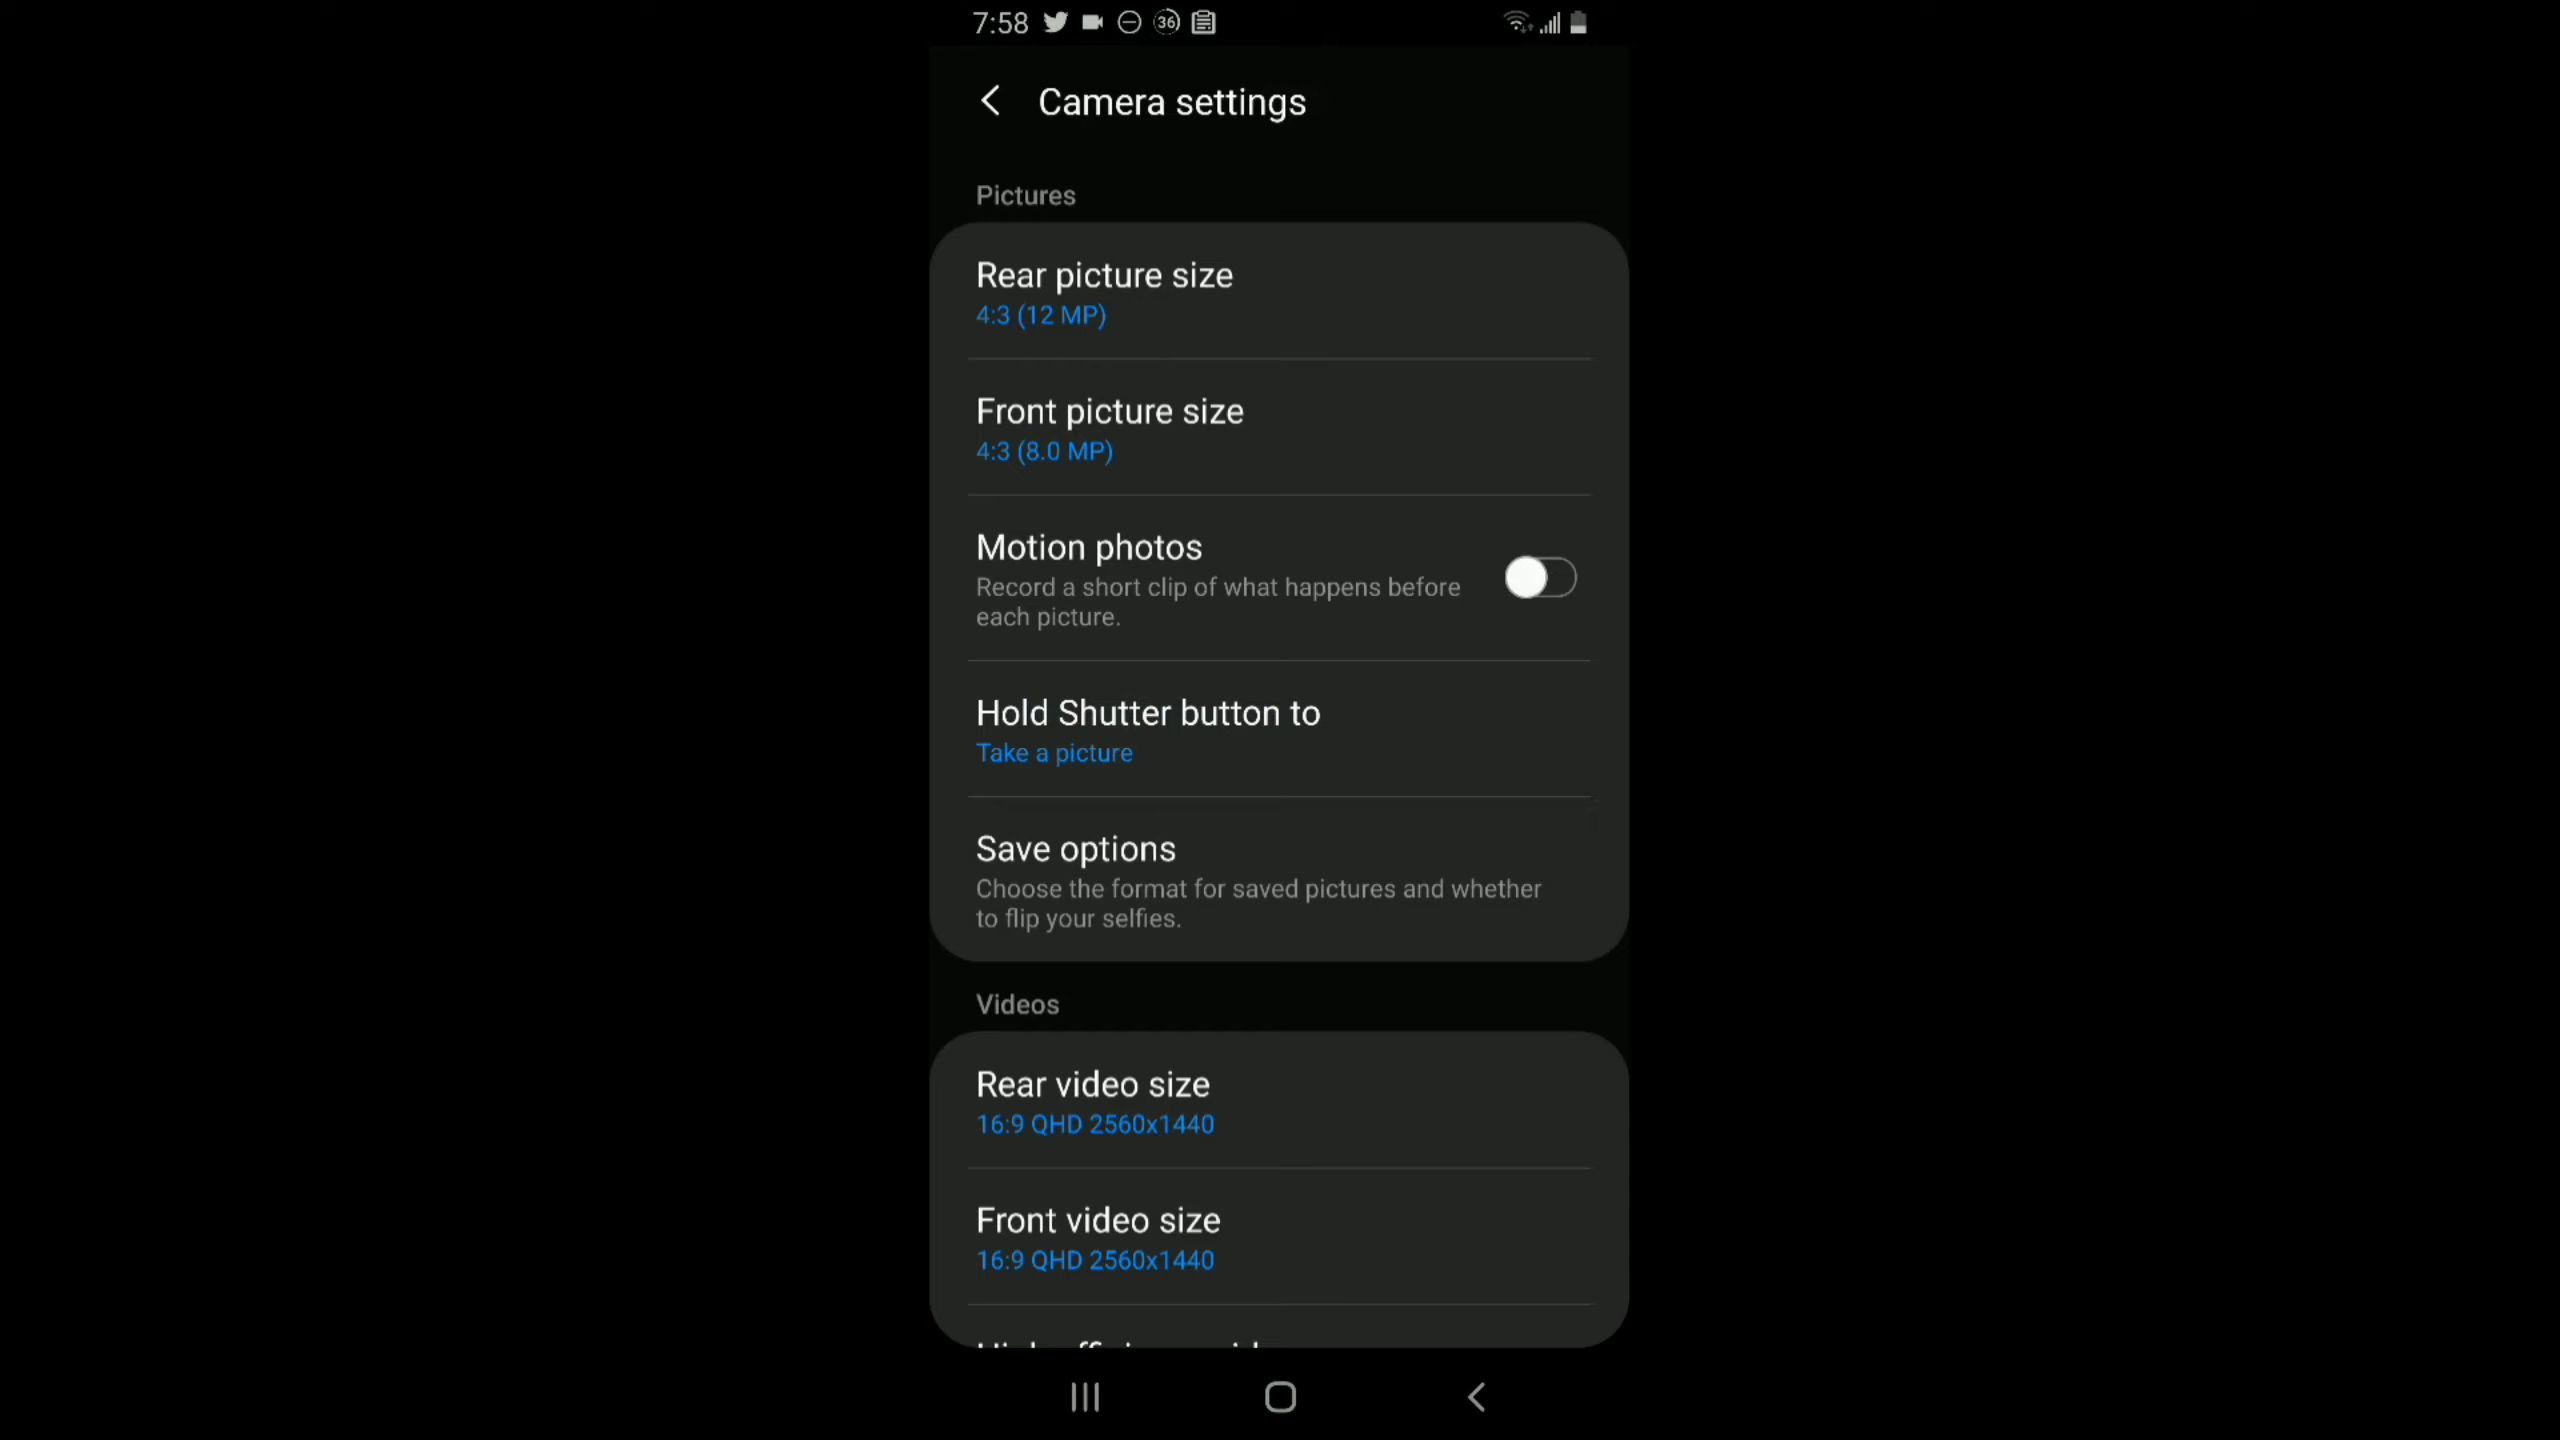 7:58 36
Camera settings
Pictures
Rear picture size
4:3 (12 MP)
Front picture size
4:3 (8.0 MP)
Motion photos
Record a short clip of what happens before
each picture.
Hold Shutter button to
Take a picture
Save options
Choose the format for saved pictures and whether
to flip your selfies.
Videos
Rear video size
16:9 QHD 2560x1440
Front video size
16:9 QHD 2560x1440